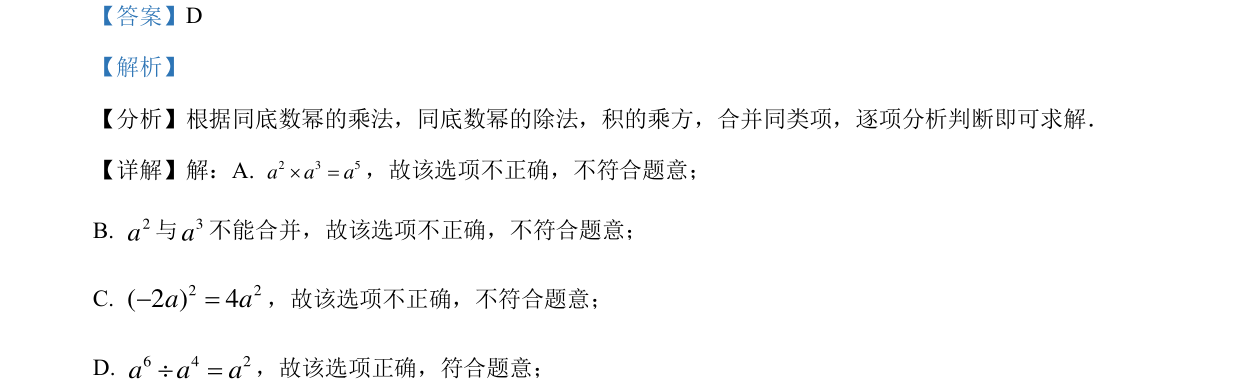 【答案】D
【解析】
【分析】根据同底数幂的乘法，同底数幂的除法，积的乘方，合并同类项，逐项分析判断即可求解．
【详解】解：A. a² × a³ = a⁵，故该选项不正确，不符合题意；
B. a² 与 a³ 不能合并，故该选项不正确，不符合题意；
C. (−2a)² = 4a²，故该选项不正确，不符合题意；
D. a⁶ ÷ a⁴ = a²，故该选项正确，符合题意；